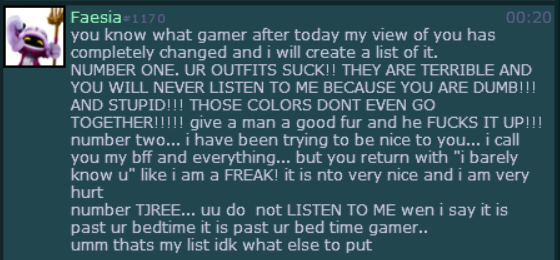 Faesia#1170 00:20
you know what gamer after today my view of you has
completely changed and i will create a list of it.
NUMBER ONE. UR OUTFITS SUCK!! THEY ARE TERRIBLE AND
YOU WILL NEVER LISTEN TO ME BECAUSE YOU ARE DUMB!!!
AND STUPID!!! THOSE COLORS DONT EVEN GO
TOGETHER!!!!! give a man a good fur and he FUCKS IT UP!!!
number two... i have been trying to be nice to you... i call
you my bff and everything... but you return with "i barely
know u" like i am a FREAK! it is nto very nice and i am very
hurt
number TJREE... uu do not LISTEN TO ME wen i say it is
past ur bedtime it is past ur bed time gamer..
umm thats my list idk what else to put